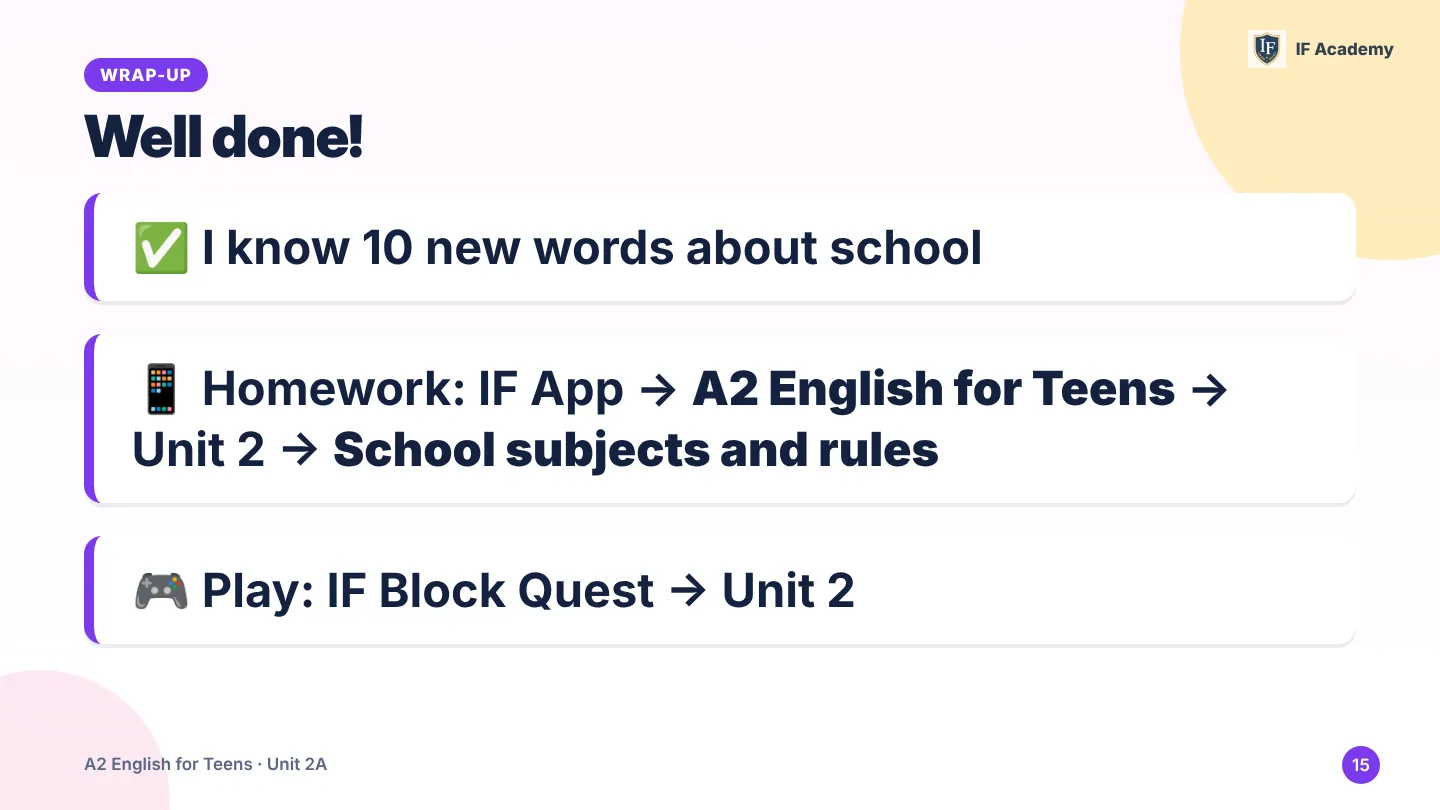 IF Academy
WRAP-UP
Well done!
✅ I know 10 new words about school
📱 Homework: IF App → A2 English for Teens →
Unit 2 → School subjects and rules
🎮 Play: IF Block Quest → Unit 2
A2 English for Teens · Unit 2A
15